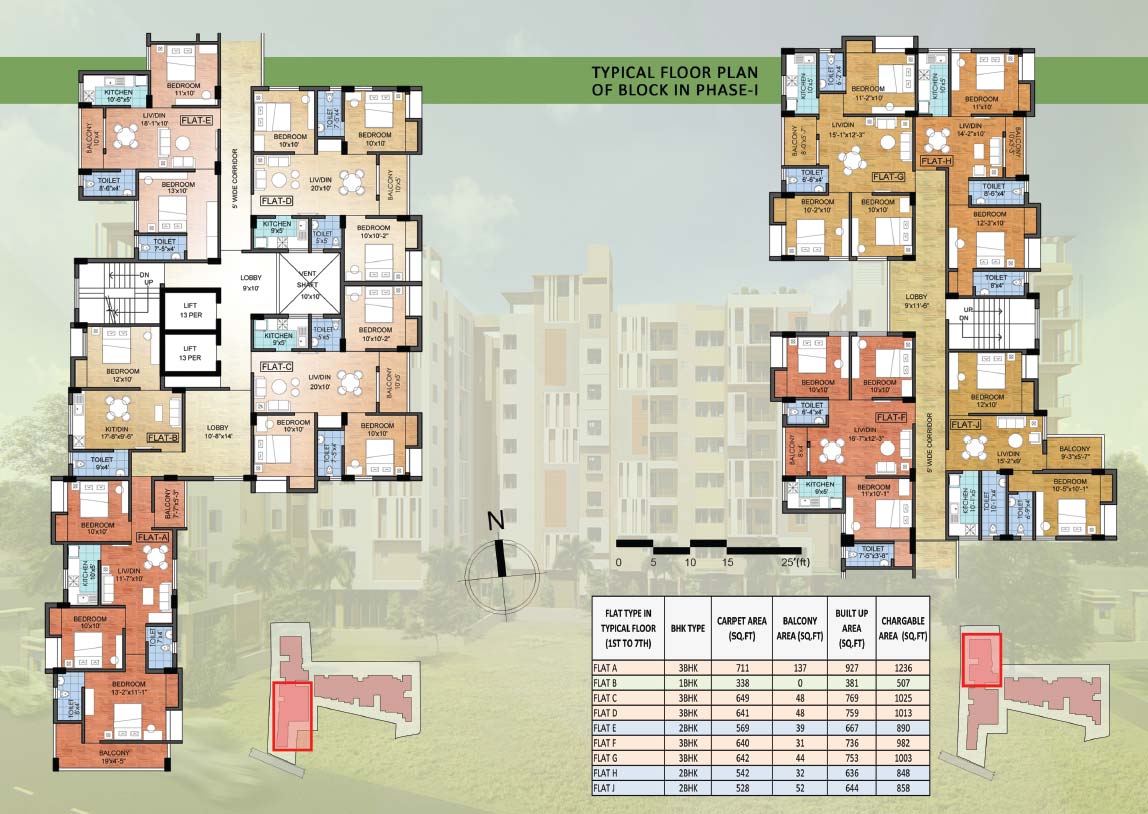 TYPICAL FLOOR PLAN
OF BLOCK IN PHASE-I
BEDROOM
11'x10'
KITCHEN
10'-6"x5'
LIV/DIN
18'-1"x10'
FLAT-E
BALCONY
10'x4'
TOILET
8'-6"x4'
BEDROOM
13'x10'
TOILET
7'-5"x4'
5' WIDE CORRIDOR
BEDROOM
10'x10'
TOILET
7'-5"x4'
BEDROOM
10'x10'
LIV/DIN
20'x10'
FLAT-D
BALCONY
10'x5'
KITCHEN
9'x5'
TOILET
5'x5'
BEDROOM
10'x10'-2"
DN
UP
LIFT
13 PER
LIFT
13 PER
LOBBY
9'x10'
VENT
SHAFT
10'x10'
BEDROOM
10'x10'-2"
KITCHEN
9'x5'
TOILET
5'x5'
FLAT-C
LIV/DIN
20'x10'
BALCONY
10'x5'
BEDROOM
10'x10'
TOILET
7'-5"x4'
BEDROOM
10'x10'
BEDROOM
12'x10'
KIT/DIN
17'-8"x9'-6"
FLAT-B
LOBBY
10'-8"x14'
TOILET
9'x4'
BEDROOM
10'x10'
BALCONY
7'-7"x5'-3"
FLAT-A
KITCHEN
10'x5'
LIV/DIN
11'-7"x10'
BEDROOM
10'x10'
TOILET
7'x4'
BEDROOM
13'-2"x11'-1"
TOILET
8'x4'
BALCONY
19'x4'-5"
KITCHEN
10'x5'
TOILET
6'-2"x4'
BEDROOM
11'-2"x10'
KITCHEN
10'x5'
BEDROOM
11'x10'
BALCONY
8'-0"x5'-7"
LIV/DIN
15'-1"x12'-3"
LIV/DIN
14'-2"x10'
BALCONY
FLAT-H
FLAT-G
TOILET
6'-6"x4'
TOILET
8'-6"x4'
BEDROOM
10'-2"x10'
BEDROOM
10'x10'
BEDROOM
12'-3"x10'
TOILET
8'x4'
LOBBY
9'x11'-6"
UP
DN
BEDROOM
10'x10'
BEDROOM
10'x10'
BEDROOM
12'x10'
TOILET
6'-4"x4'
FLAT-F
BALCONY
8'x4'
LIV/DIN
16'-7"x12'-3"
5' WIDE CORRIDOR
FLAT-J
LIV/DIN
15'-2"x9'
BALCONY
9'-3"x5'-7"
KITCHEN
9'x5'
BEDROOM
11'x10'-1"
KITCHEN
10'-1"x5'
TOILET
10'-1"x4'
TOILET
6'-9"x4'
BEDROOM
10'-5"x10'-1"
TOILET
7'-5"x3'-8"
N
0 5 10 15 25'(ft)
FLAT TYPE IN TYPICAL FLOOR (1ST TO 7TH) BHK TYPE CARPET AREA (SQ.FT) BALCONY AREA (SQ.FT) BUILT UP AREA (SQ.FT) CHARGABLE AREA (SQ.FT)
FLAT A 3BHK 711 137 927 1236
FLAT B 1BHK 338 0 381 507
FLAT C 3BHK 649 48 769 1025
FLAT D 3BHK 641 48 759 1013
FLAT E 2BHK 569 39 667 890
FLAT F 3BHK 640 31 736 982
FLAT G 3BHK 642 44 753 1003
FLAT H 2BHK 542 32 636 848
FLAT J 2BHK 528 52 644 858